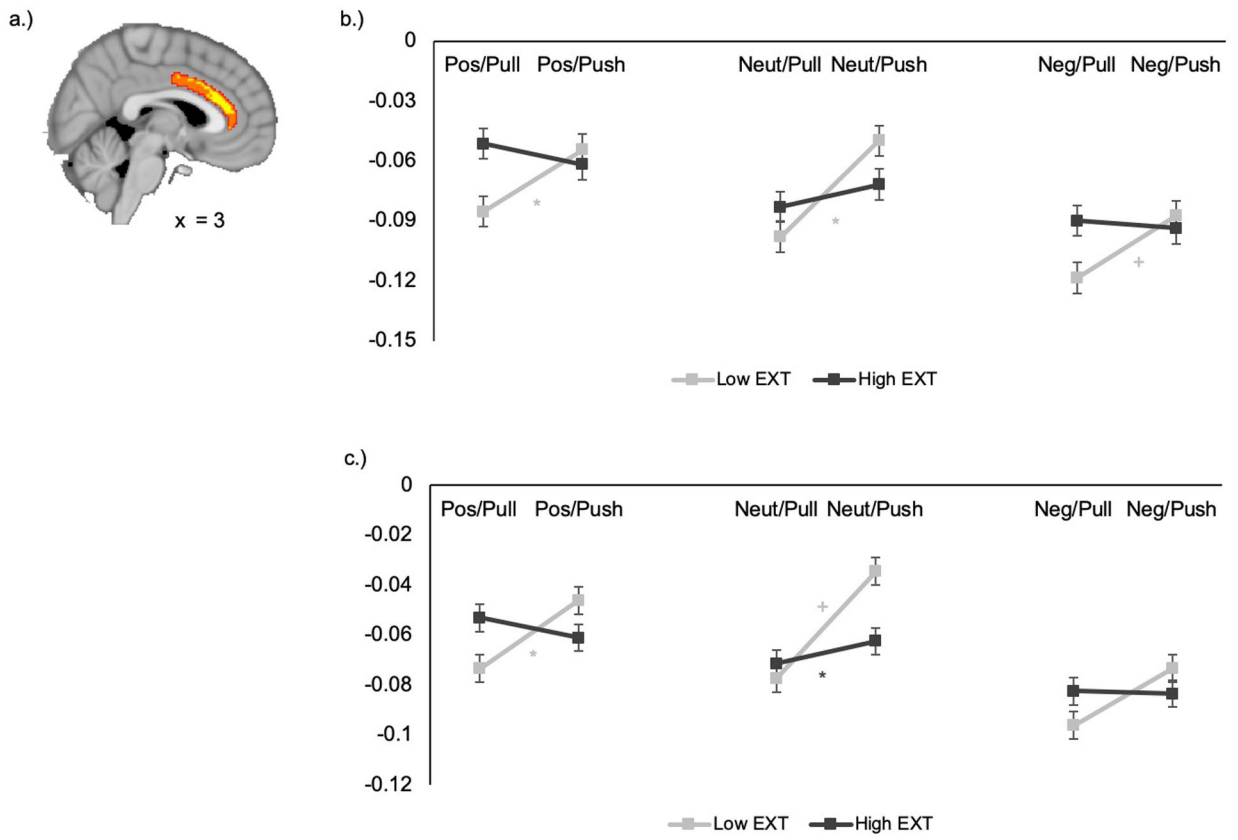 a.)
x = 3
b.)
0
Pos/Pull Pos/Push Neut/Pull Neut/Push Neg/Pull Neg/Push
-0.03
-0.06
*
-0.09
*
+
-0.12
-0.15
Low EXT High EXT
c.)
0
Pos/Pull Pos/Push Neut/Pull Neut/Push Neg/Pull Neg/Push
-0.02
-0.04
+
-0.06
*
*
-0.08
-0.1
-0.12
Low EXT High EXT